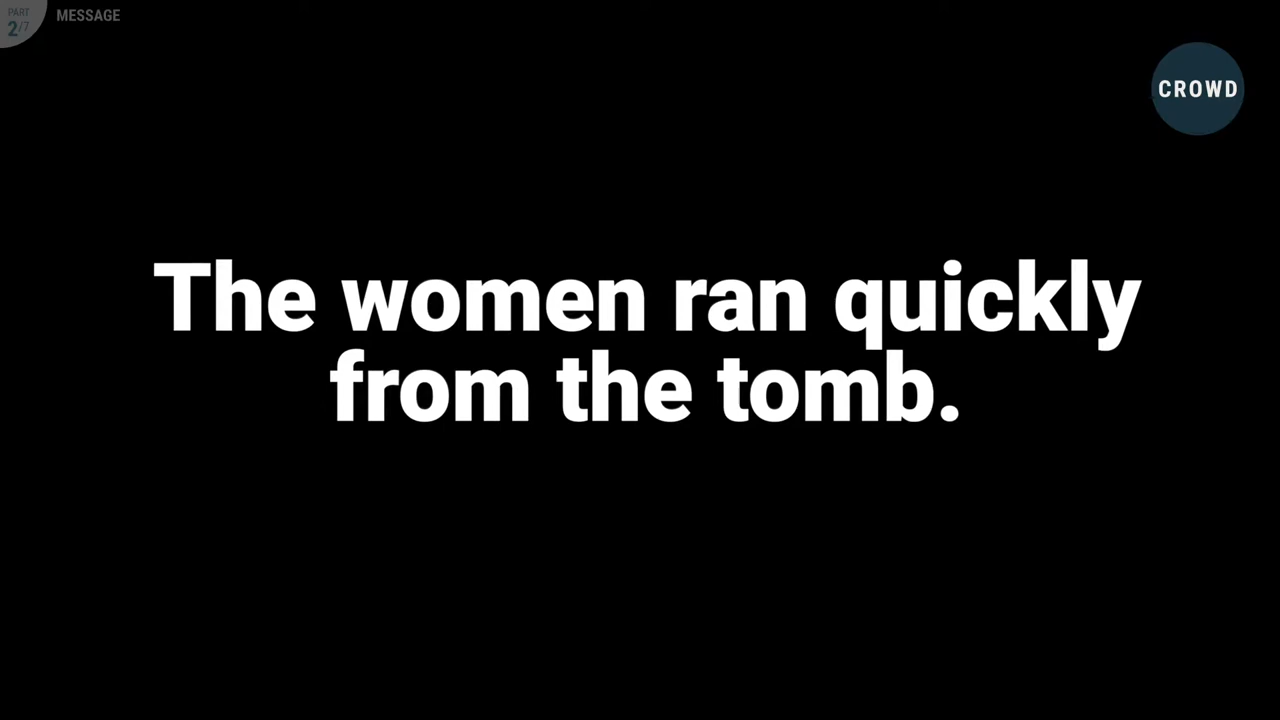 PART
2/7
MESSAGE
CROWD
The women ran quickly
from the tomb.